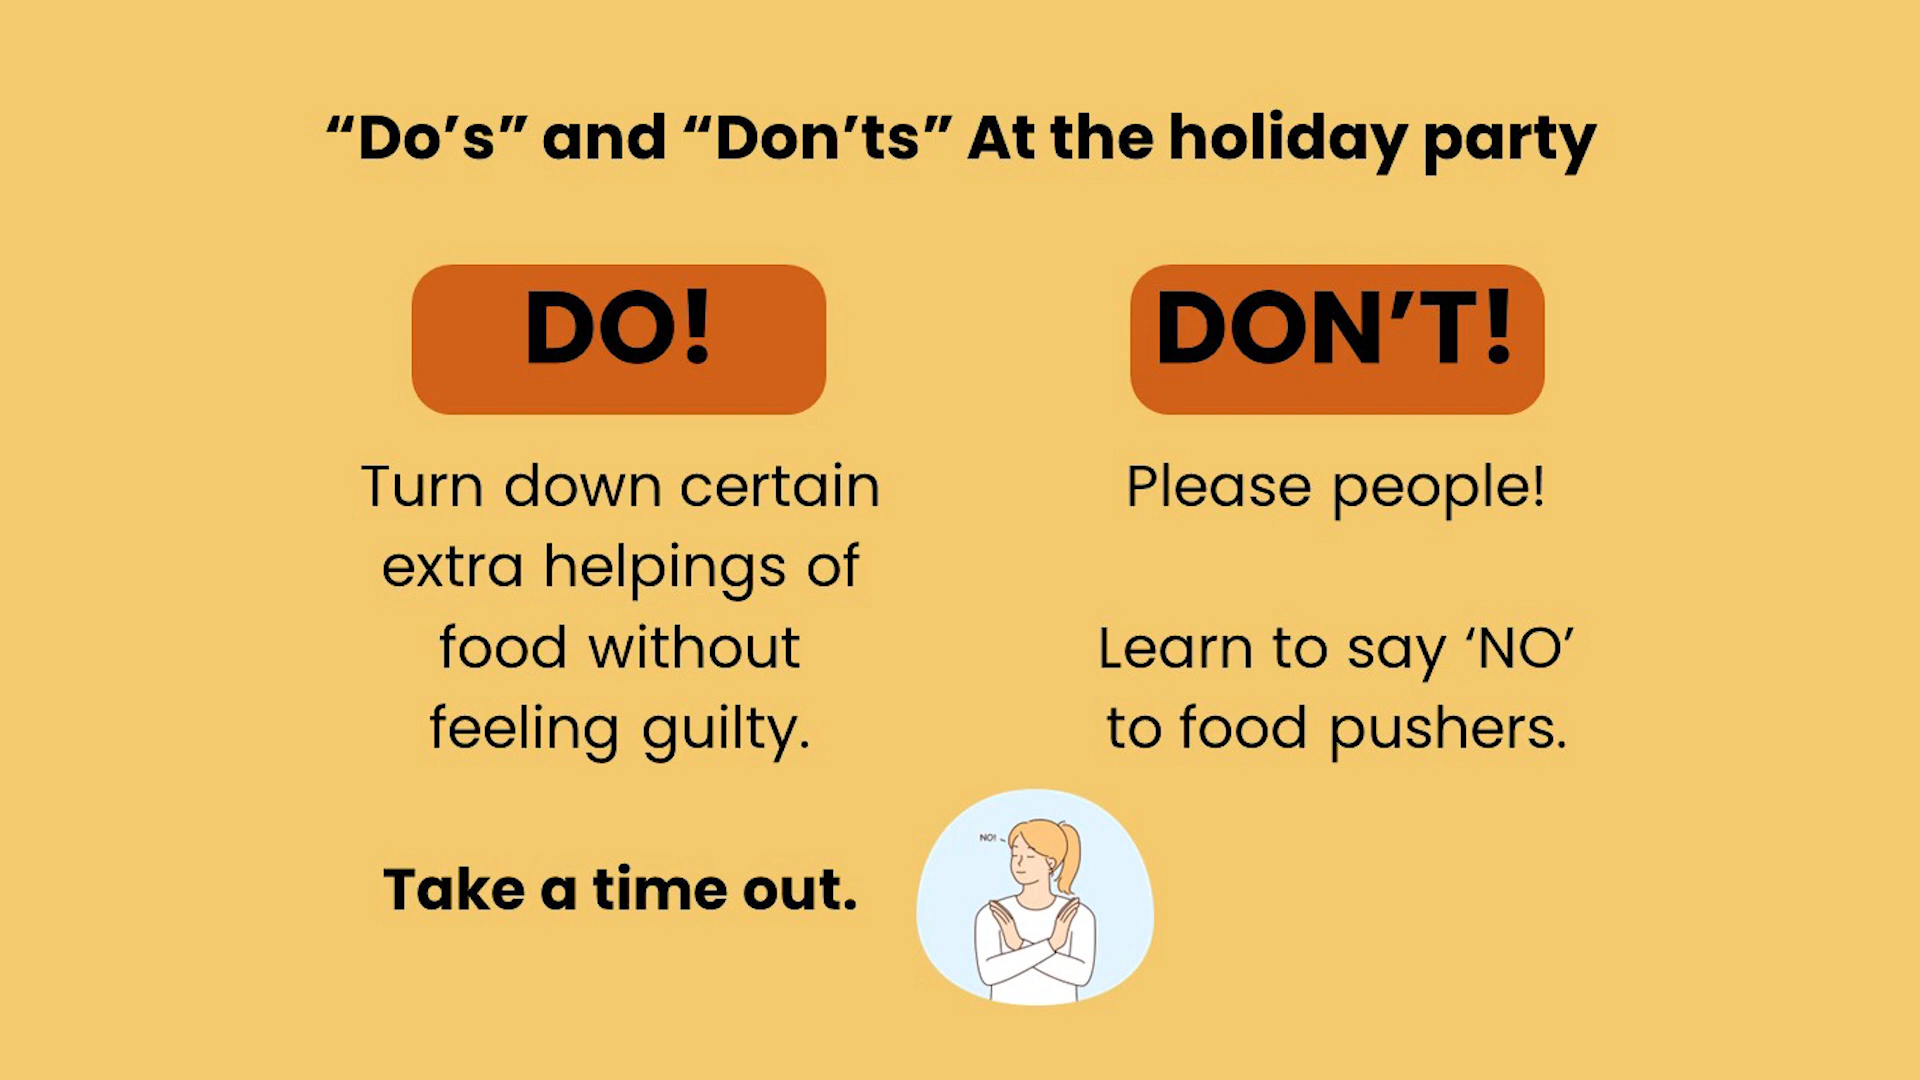 “Do’s” and “Don’ts” At the holiday party
DO!
Turn down certain
extra helpings of
food without
feeling guilty.
Take a time out.
DON’T!
Please people!
Learn to say ‘NO’
to food pushers.
NO!